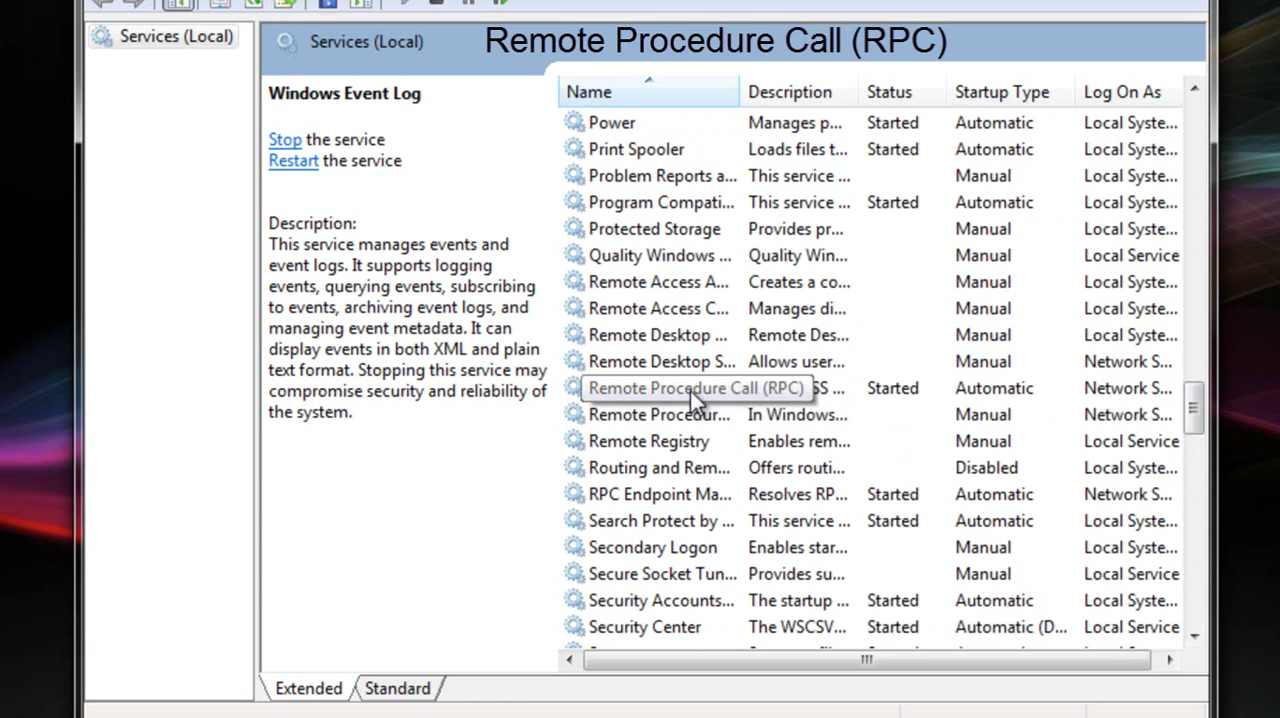 Services (Local)
Services (Local)
Remote Procedure Call (RPC)
Windows Event Log
Stop the service
Restart the service
Description:
This service manages events and
event logs. It supports logging
events, querying events, subscribing
to events, archiving event logs, and
managing event metadata. It can
display events in both XML and plain
text format. Stopping this service may
compromise security and reliability of
the system.
Name Description Status Startup Type Log On As
Power Manages p... Started Automatic Local Syste...
Print Spooler Loads files t... Started Automatic Local Syste...
Problem Reports a... This service ... Manual Local Syste...
Program Compati... This service ... Started Automatic Local Syste...
Protected Storage Provides pr... Manual Local Syste...
Quality Windows ... Quality Win... Manual Local Service
Remote Access A... Creates a co... Manual Local Syste...
Remote Access C... Manages di... Manual Local Syste...
Remote Desktop ... Remote Des... Manual Local Syste...
Remote Desktop S... Allows user... Manual Network S...
Remote Procedure Call (RPC) SS ... Started Automatic Network S...
Remote Procedur... In Windows... Manual Network S...
Remote Registry Enables rem... Manual Local Service
Routing and Rem... Offers routi... Disabled Local Syste...
RPC Endpoint Ma... Resolves RP... Started Automatic Network S...
Search Protect by ... This service ... Started Automatic Local Syste...
Secondary Logon Enables star... Manual Local Syste...
Secure Socket Tun... Provides su... Manual Local Service
Security Accounts... The startup ... Started Automatic Local Syste...
Security Center The WSCSV... Started Automatic (D... Local Service
Extended Standard